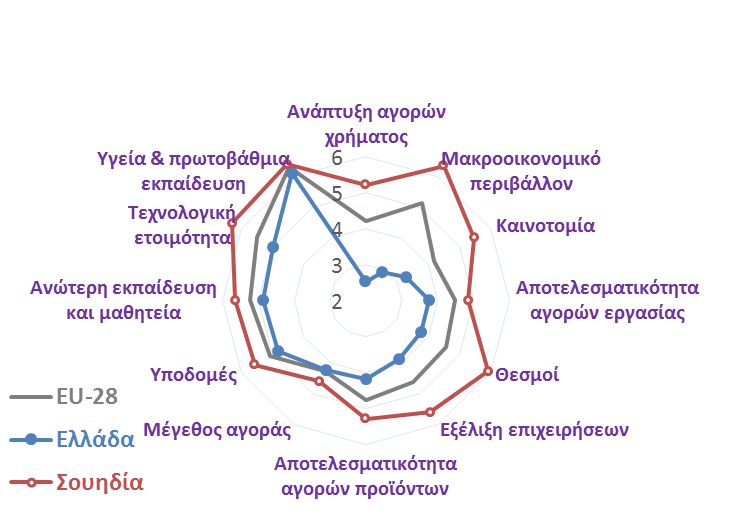 Ανάπτυξη αγορών
χρήματος
Υγεία & πρωτοβάθμια
εκπαίδευση
6
Μακροοικονομικό
περιβάλλον
5
Τεχνολογική
ετοιμότητα
4
Καινοτομία
3
Ανώτερη εκπαίδευση
και μαθητεία
2
Αποτελεσματικότητα
αγορών εργασίας
Υποδομές
Θεσμοί
EU-28
Μέγεθος αγοράς
Εξέλιξη επιχειρήσεων
Ελλάδα
Αποτελεσματικότητα
αγορών προϊόντων
Σουηδία